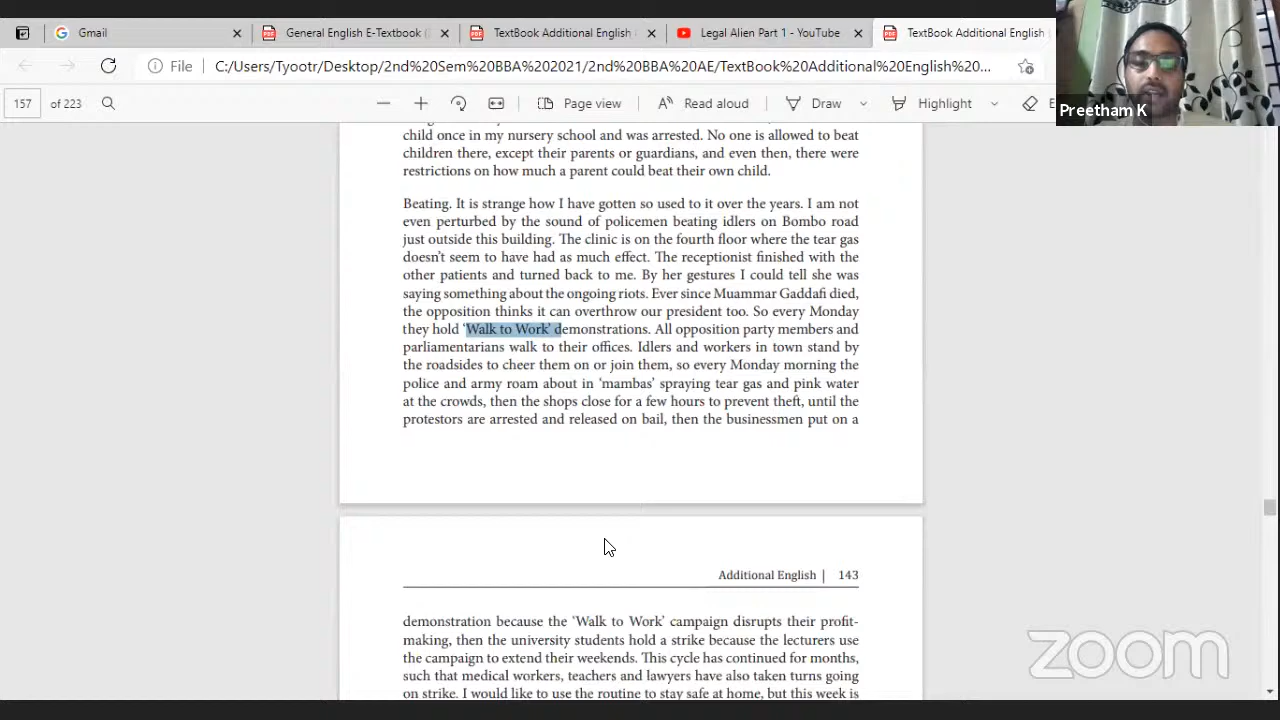 Gmail
General English E-Textbook (
TextBook Additional English
Legal Alien Part 1 - YouTube
TextBook Additional English
File
C:/Users/Tyootr/Desktop/2nd%20Sem%20BBA%202021/2nd%20BBA%20AE/TextBook%20Additional%20English%20...
Preetham K
157 of 223
Page view
Read aloud
Draw
Highlight
child once in my nursery school and was arrested. No one is allowed to beat
children there, except their parents or guardians, and even then, there were
restrictions on how much a parent could beat their own child.
Beating. It is strange how I have gotten so used to it over the years. I am not
even perturbed by the sound of policemen beating idlers on Bombo road
just outside this building. The clinic is on the fourth floor where the tear gas
doesn't seem to have had as much effect. The receptionist finished with the
other patients and turned back to me. By her gestures I could tell she was
saying something about the ongoing riots. Ever since Muammar Gaddafi died,
the opposition thinks it can overthrow our president too. So every Monday
they hold 'Walk to Work' demonstrations. All opposition party members and
parliamentarians walk to their offices. Idlers and workers in town stand by
the roadsides to cheer them on or join them, so every Monday morning the
police and army roam about in 'mambas' spraying tear gas and pink water
at the crowds, then the shops close for a few hours to prevent theft, until the
protestors are arrested and released on bail, then the businessmen put on a
Additional English | 143
demonstration because the 'Walk to Work' campaign disrupts their profit-
making, then the university students hold a strike because the lecturers use
the campaign to extend their weekends. This cycle has continued for months,
such that medical workers, teachers and lawyers have also taken turns going
on strike. I would like to use the routine to stay safe at home, but this week is
zoom